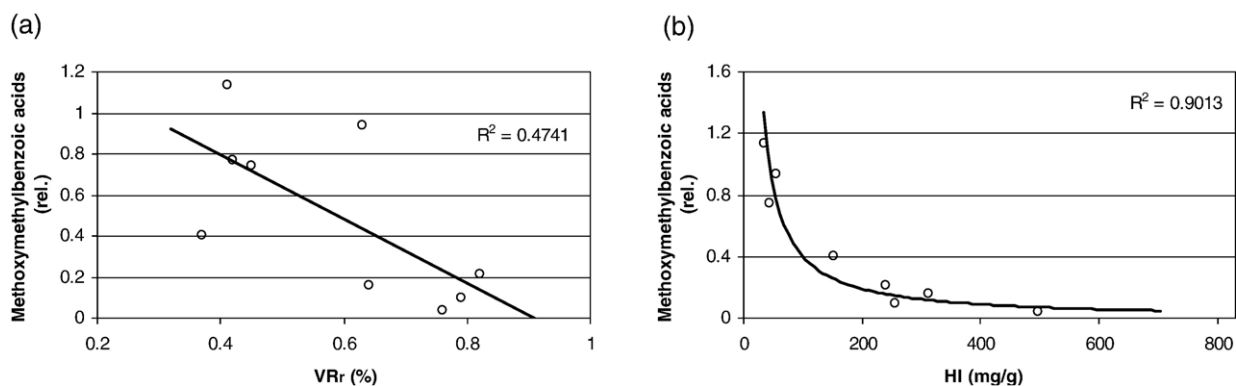 (a)
Methoxymethylbenzoic acids
(rel.)
1.2
1
0.8
0.6
0.4
0.2
0
R² = 0.4741
0.2
0.4
0.6
0.8
1
VRr (%)
(b)
Methoxymethylbenzoic acids
(rel.)
1.6
1.2
0.8
0.4
0
R² = 0.9013
0
200
400
600
800
HI (mg/g)